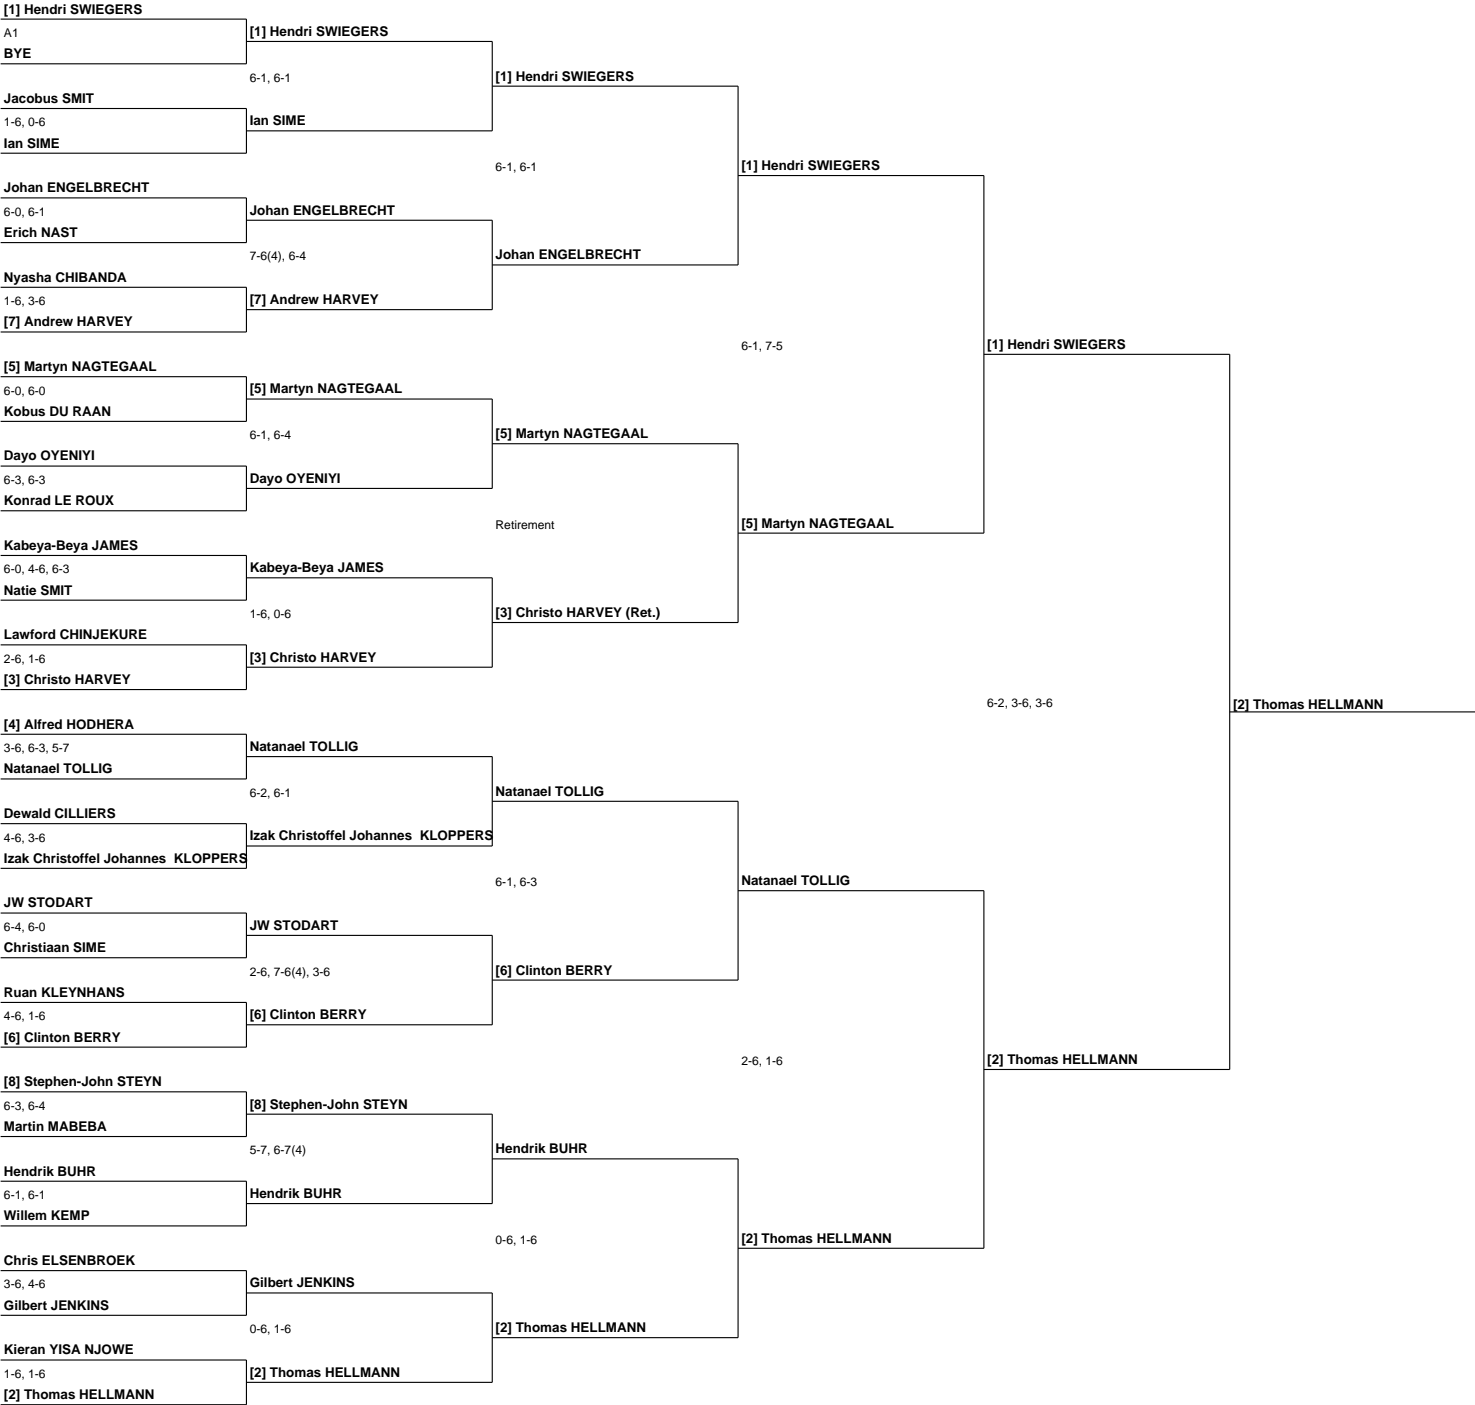 [1] Hendri SWIEGERS
A1
BYE
Jacobus SMIT
1-6, 0-6
Ian SIME
Johan ENGELBRECHT
6-0, 6-1
Erich NAST
Nyasha CHIBANDA
1-6, 3-6
[7] Andrew HARVEY
[5] Martyn NAGTEGAAL
6-0, 6-0
Kobus DU RAAN
Dayo OYENIYI
6-3, 6-3
Konrad LE ROUX
Kabeya-Beya JAMES
6-0, 4-6, 6-3
Natie SMIT
Lawford CHINJEKURE
2-6, 1-6
[3] Christo HARVEY
[4] Alfred HODHERA
3-6, 6-3, 5-7
Natanael TOLLIG
Dewald CILLIERS
4-6, 3-6
Izak Christoffel Johannes  KLOPPERS
JW STODART
6-4, 6-0
Christiaan SIME
Ruan KLEYNHANS
4-6, 1-6
[6] Clinton BERRY
[8] Stephen-John STEYN
6-3, 6-4
Martin MABEBA
Hendrik BUHR
6-1, 6-1
Willem KEMP
Chris ELSENBROEK
3-6, 4-6
Gilbert JENKINS
Kieran YISA NJOWE
1-6, 1-6
[2] Thomas HELLMANN
[1] Hendri SWIEGERS
6-1, 6-1
Ian SIME
Johan ENGELBRECHT
7-6(4), 6-4
[7] Andrew HARVEY
[5] Martyn NAGTEGAAL
6-1, 6-4
Dayo OYENIYI
Kabeya-Beya JAMES
1-6, 0-6
[3] Christo HARVEY
Natanael TOLLIG
6-2, 6-1
Izak Christoffel Johannes  KLOPPERS
JW STODART
2-6, 7-6(4), 3-6
[6] Clinton BERRY
[8] Stephen-John STEYN
5-7, 6-7(4)
Hendrik BUHR
Gilbert JENKINS
0-6, 1-6
[2] Thomas HELLMANN
[1] Hendri SWIEGERS
6-1, 6-1
Johan ENGELBRECHT
[5] Martyn NAGTEGAAL
Retirement
[3] Christo HARVEY (Ret.)
Natanael TOLLIG
6-1, 6-3
[6] Clinton BERRY
Hendrik BUHR
0-6, 1-6
[2] Thomas HELLMANN
[1] Hendri SWIEGERS
6-1, 7-5
[5] Martyn NAGTEGAAL
Natanael TOLLIG
2-6, 1-6
[2] Thomas HELLMANN
[1] Hendri SWIEGERS
6-2, 3-6, 3-6
[2] Thomas HELLMANN
[2] Thomas HELLMANN